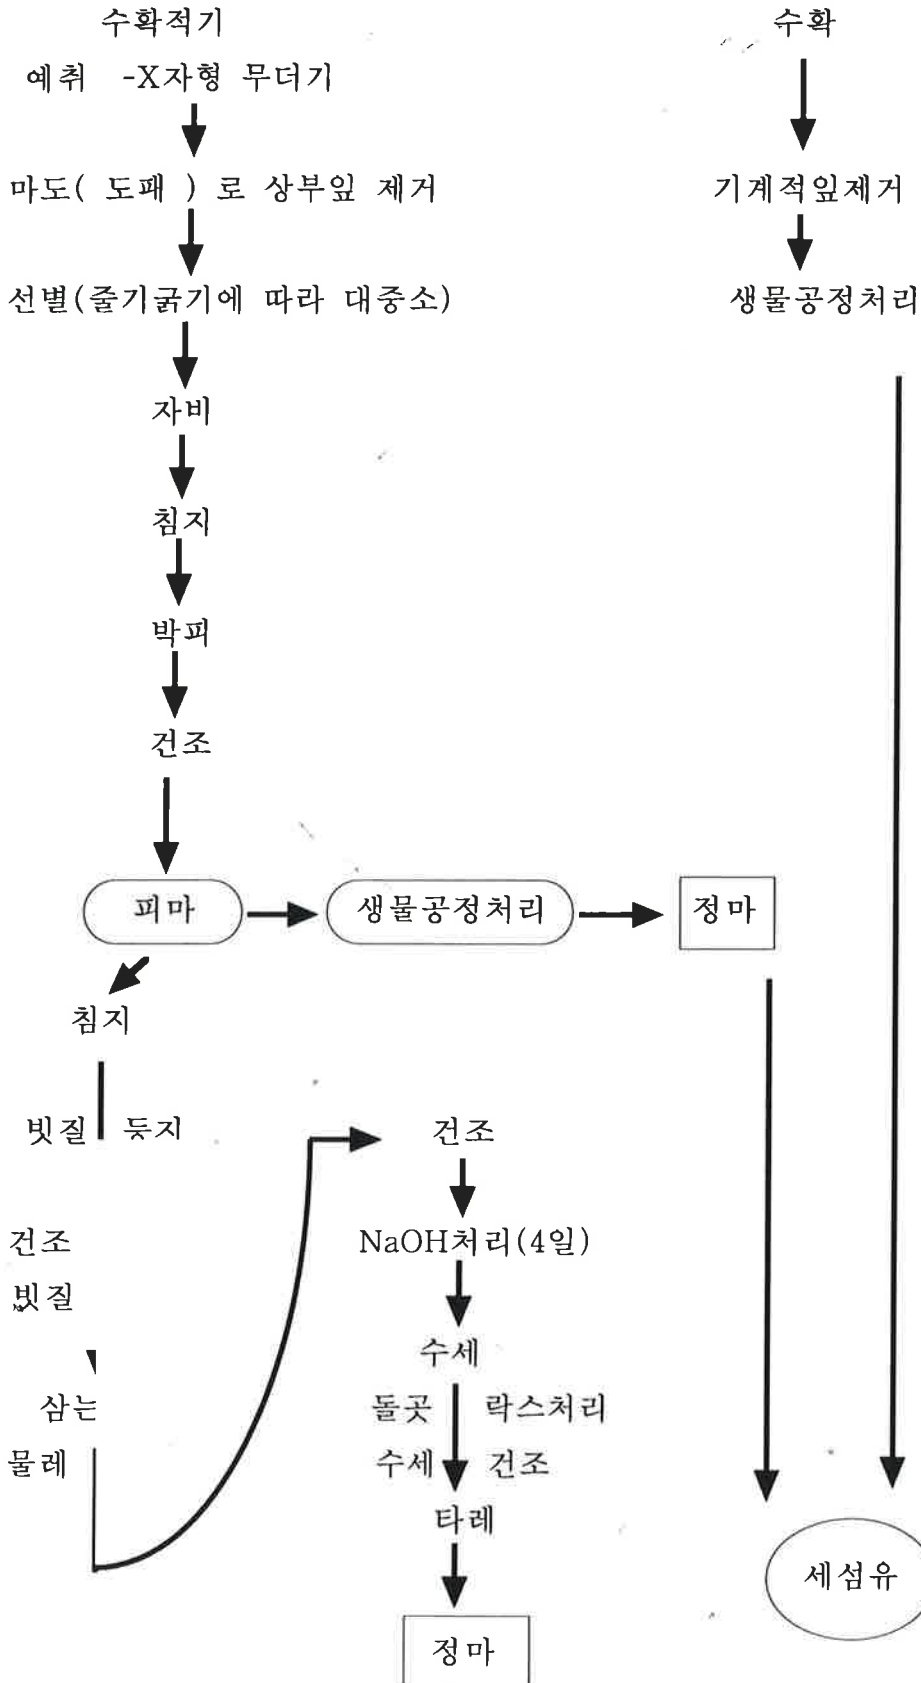 수확적기
예취 -X자형 무더기
마도( 도패 ) 로 상부잎 제거
선별(줄기굵기에 따라 대중소)
자비
침지
박피
건조
피마
생물공정처리
정마
침지
빗질 듯지
건조
빗질
삼는
물레
건조
NaOH처리(4일)
수세
돌곳 락스처리
수세 건조
타레
정마
수확
기계적잎제거
생물공정처리
세섬유